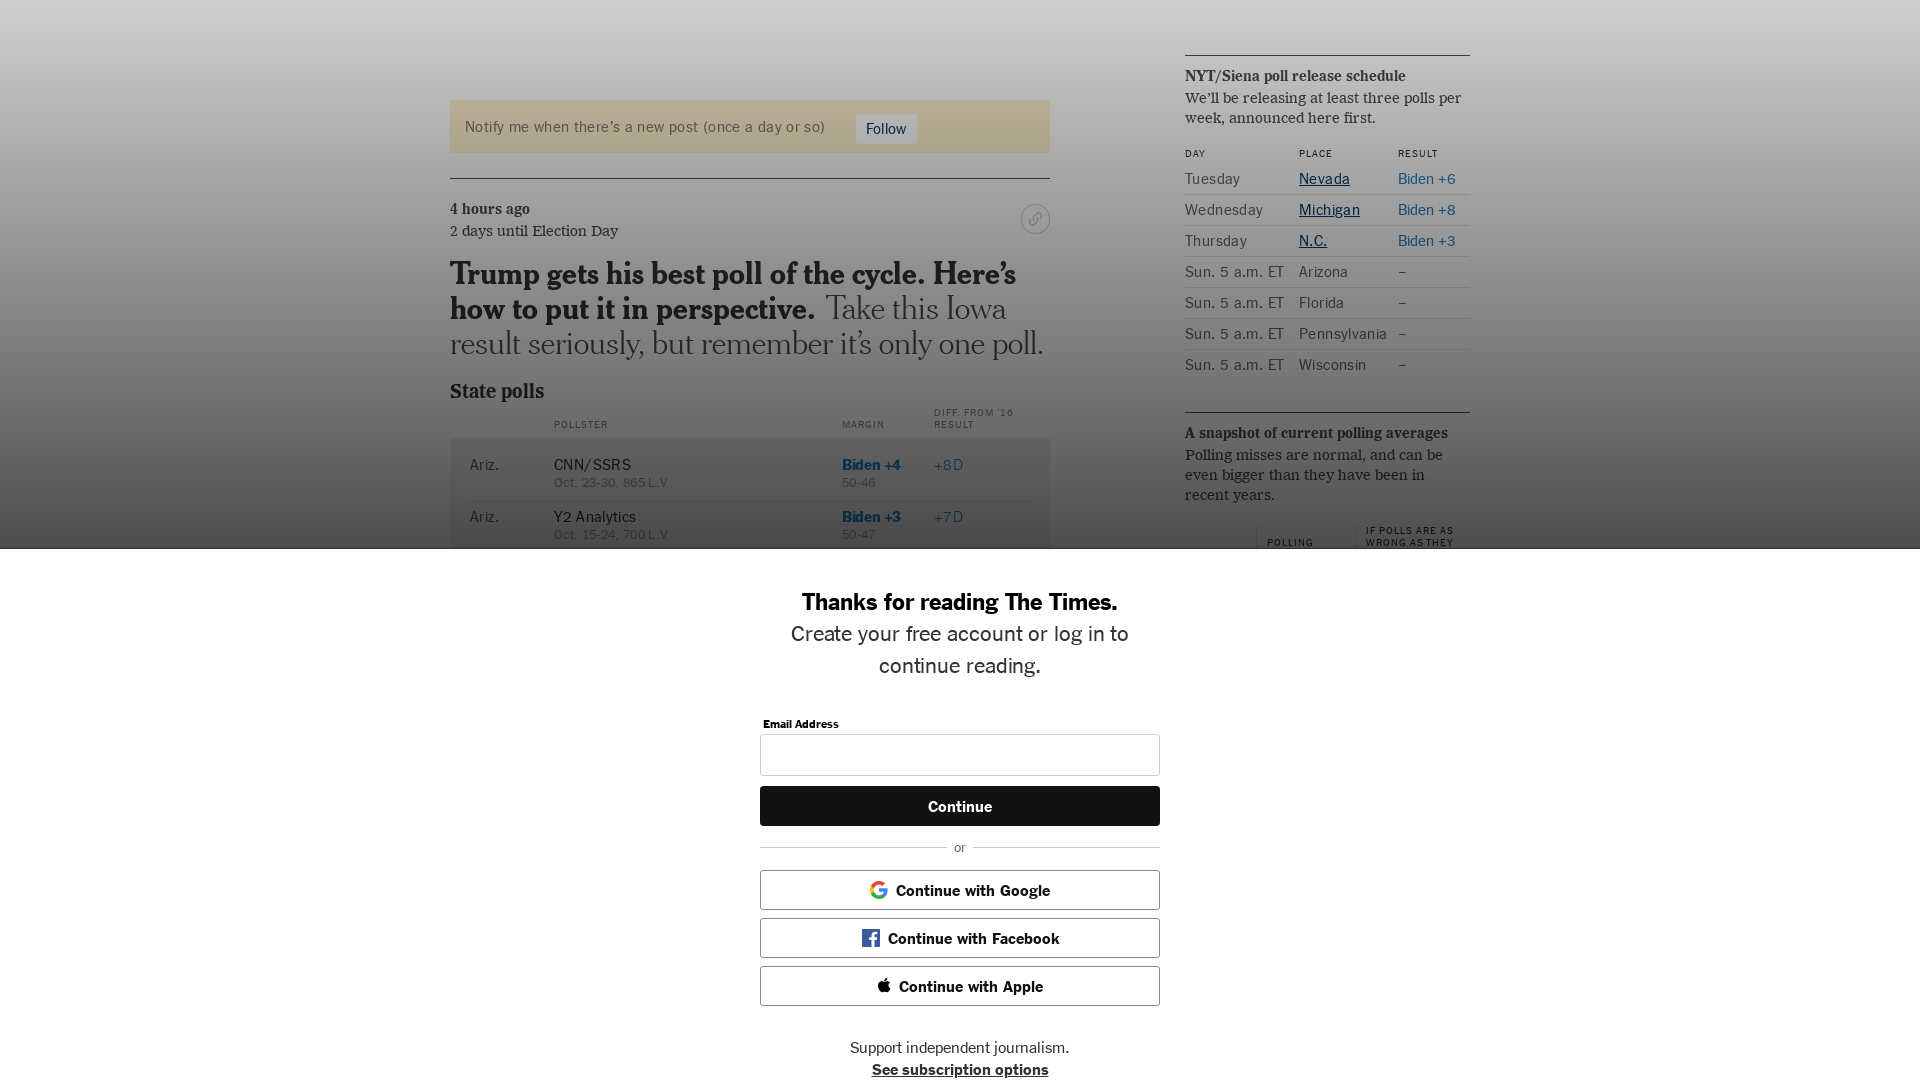 Notify me when there's a new post (once a day or so)
Follow
4 hours ago
2 days until Election Day
Trump gets his best poll of the cycle. Here’s
how to put it in perspective. Take this Iowa
result seriously, but remember it’s only one poll.
State polls
POLLSTER MARGIN DIFF. FROM ’16 RESULT
Ariz. CNN/SSRS Biden +4 +8 D
Oct. 23-30, 865 L.V. 50-46
Ariz. Y2 Analytics Biden +3 +7 D
Oct. 15-24, 700 L.V. 50-47
NYT/Siena poll release schedule
We’ll be releasing at least three polls per
week, announced here first.
DAY PLACE RESULT
Tuesday Nevada Biden +6
Wednesday Michigan Biden +8
Thursday N.C. Biden +3
Sun. 5 a.m. ET Arizona –
Sun. 5 a.m. ET Florida –
Sun. 5 a.m. ET Pennsylvania –
Sun. 5 a.m. ET Wisconsin –
A snapshot of current polling averages
Polling misses are normal, and can be
even bigger than they have been in
recent years.
IF POLLS ARE AS
POLLING WRONG AS THEY
Thanks for reading The Times.
Create your free account or log in to
continue reading.
Email Address
Continue
or
Continue with Google
Continue with Facebook
Continue with Apple
Support independent journalism.
See subscription options